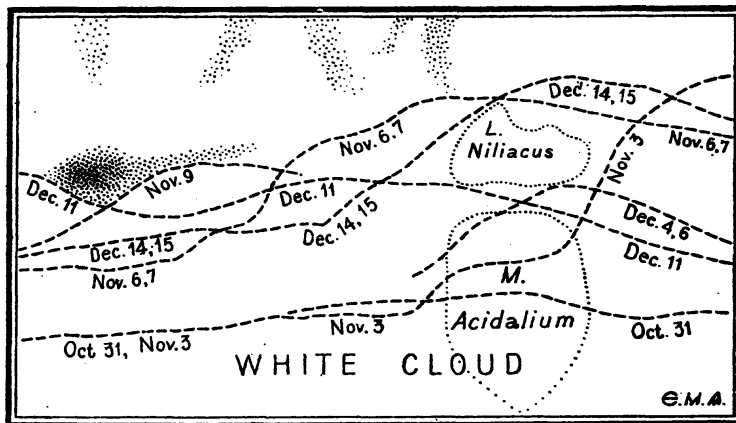 Dec. 14, 15
L.
Niliacus
Nov. 6, 7
Nov. 3
Nov. 6, 7
Dec. 11
Nov. 9
Dec. 11
Dec. 14, 15
Dec. 4, 6
Dec. 14, 15
Dec. 11
Nov. 6, 7
M.
Acidalium
Nov. 3
Oct. 31
Oct 31, Nov. 3
WHITE CLOUD
E.M.A.